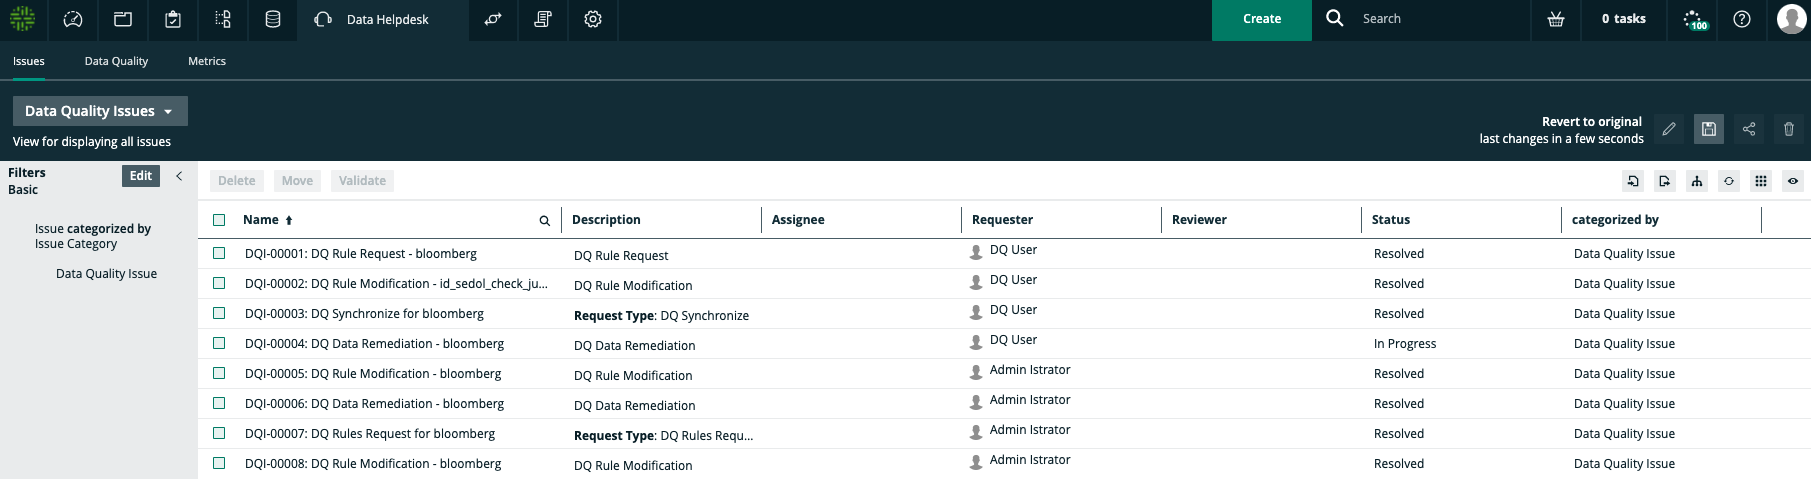 Data Helpdesk
Create
Search
0 tasks
100
Issues
Data Quality
Metrics
Data Quality Issues
View for displaying all issues
Revert to original
last changes in a few seconds
Filters
Basic
Edit
Issue categorized by
Issue Category
Data Quality Issue
Delete
Move
Validate
Name Description Assignee Requester Reviewer Status categorized by
DQI-00001: DQ Rule Request - bloomberg DQ Rule Request DQ User Resolved Data Quality Issue
DQI-00002: DQ Rule Modification - id_sedol_check_ju... DQ Rule Modification DQ User Resolved Data Quality Issue
DQI-00003: DQ Synchronize for bloomberg Request Type: DQ Synchronize DQ User Resolved Data Quality Issue
DQI-00004: DQ Data Remediation - bloomberg DQ Data Remediation DQ User In Progress Data Quality Issue
DQI-00005: DQ Rule Modification - bloomberg DQ Rule Modification Admin Istrator Resolved Data Quality Issue
DQI-00006: DQ Data Remediation - bloomberg DQ Data Remediation Admin Istrator Resolved Data Quality Issue
DQI-00007: DQ Rules Request for bloomberg Request Type: DQ Rules Requ... Admin Istrator Resolved Data Quality Issue
DQI-00008: DQ Rule Modification - bloomberg DQ Rule Modification Admin Istrator Resolved Data Quality Issue